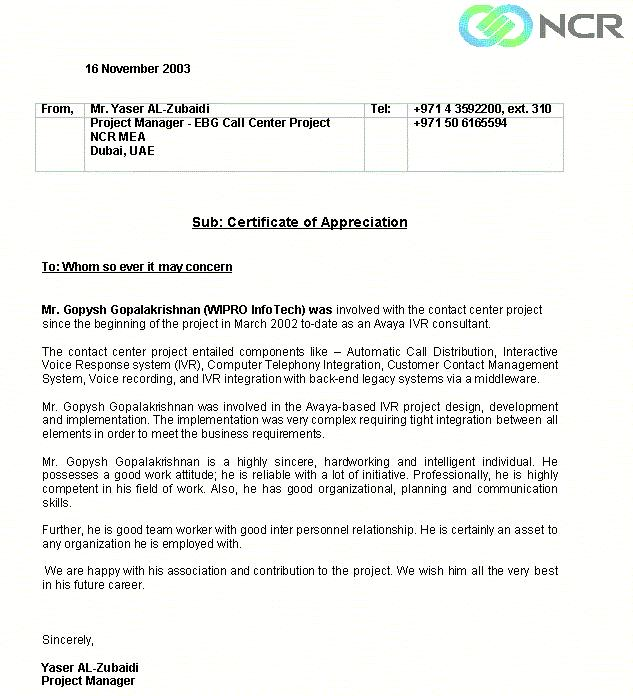 NCR
16 November 2003
From, Mr. Yaser AL-Zubaidi Tel: +971 4 3592200, ext. 310
Project Manager - EBG Call Center Project +971 50 6165594
NCR MEA
Dubai, UAE
Sub: Certificate of Appreciation
To: Whom so ever it may concern
Mr. Gopysh Gopalakrishnan (WIPRO InfoTech) was involved with the contact center project
since the beginning of the project in March 2002 to-date as an Avaya IVR consultant.
The contact center project entailed components like – Automatic Call Distribution, Interactive
Voice Response system (IVR), Computer Telephony Integration, Customer Contact Management
System, Voice recording, and IVR integration with back-end legacy systems via a middleware.
Mr. Gopysh Gopalakrishnan was involved in the Avaya-based IVR project design, development
and implementation. The implementation was very complex requiring tight integration between all
elements in order to meet the business requirements.
Mr. Gopysh Gopalakrishnan is a highly sincere, hardworking and intelligent individual. He
possesses a good work attitude; he is reliable with a lot of initiative. Professionally, he is highly
competent in his field of work. Also, he has good organizational, planning and communication
skills.
Further, he is good team worker with good inter personnel relationship. He is certainly an asset to
any organization he is employed with.
We are happy with his association and contribution to the project. We wish him all the very best
in his future career.
Sincerely,
Yaser AL-Zubaidi
Project Manager